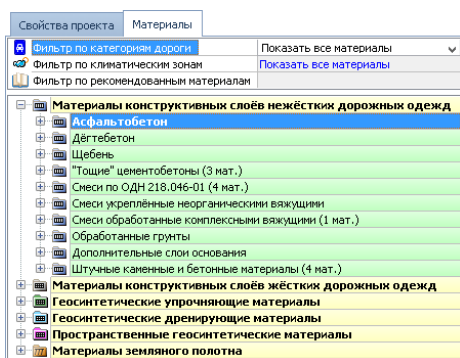 Свойства проекта Материалы
Фильтр по категориям дороги Показать все материалы
Фильтр по климатическим зонам Показать все материалы
Фильтр по рекомендованным материалам
Материалы конструктивных слоёв нежёстких дорожных одежд
Асфальтобетон
Дёгтебетон
Щебень
"Тощие" цементобетоны (3 мат.)
Смеси по ОДН 218.046-01 (4 мат.)
Смеси укреплённые неорганическими вяжущими
Смеси обработанные комплексными вяжущими (1 мат.)
Обработанные грунты
Дополнительные слои основания
Штучные каменные и бетонные материалы (4 мат.)
Материалы конструктивных слоёв жёстких дорожных одежд
Геосинтетические упрочняющие материалы
Геосинтетические дренирующие материалы
Пространственные геосинтетические материалы
Материалы земляного полотна